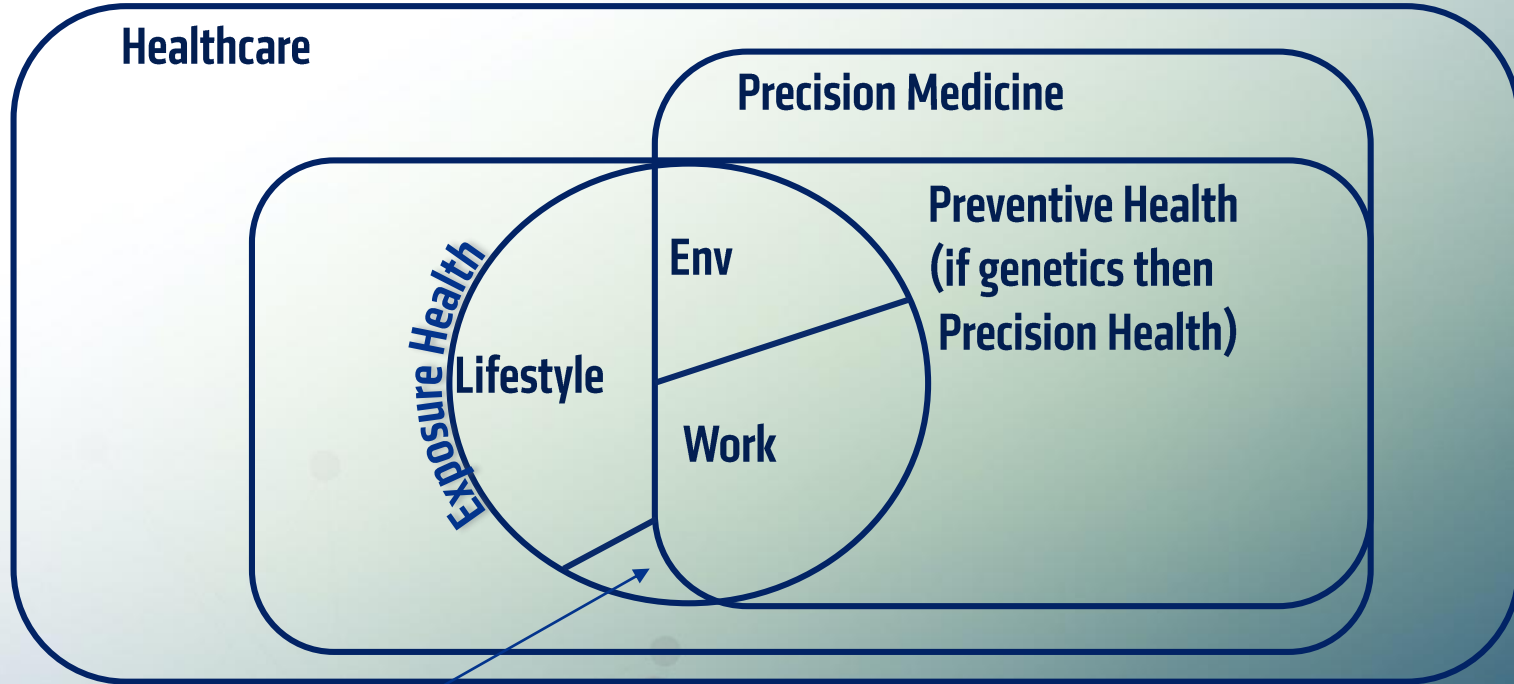 Healthcare
Precision Medicine
Preventive Health
(if genetics then
Precision Health)
Env
Exposure Health
Lifestyle
Work